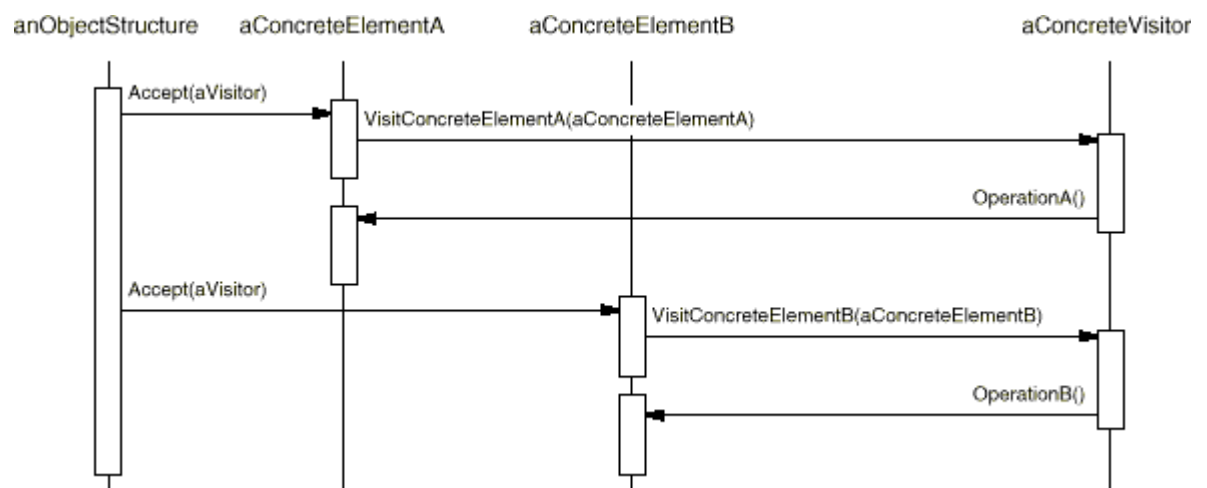 anObjectStructure aConcreteElementA aConcreteElementB aConcreteVisitor
Accept(aVisitor)
VisitConcreteElementA(aConcreteElementA)
OperationA()
Accept(aVisitor)
VisitConcreteElementB(aConcreteElementB)
OperationB()